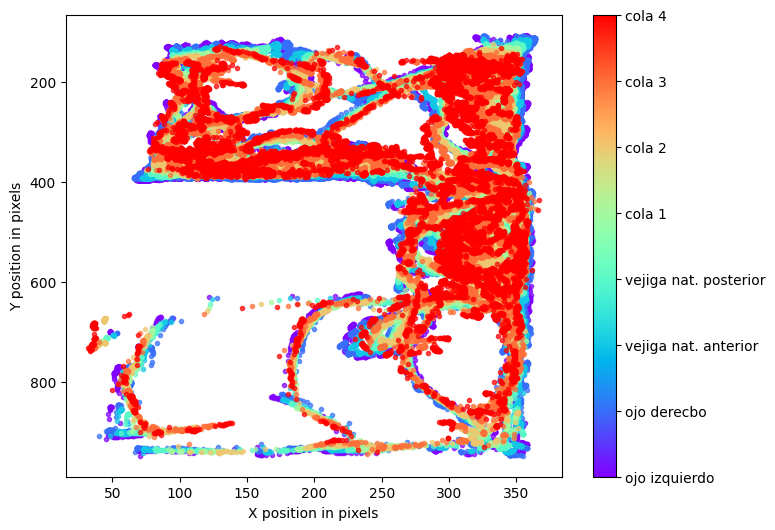 200
400
600
800
Y position in pixels
50 100 150 200 250 300 350
X position in pixels
cola 4
cola 3
cola 2
cola 1
vejiga nat. posterior
vejiga nat. anterior
ojo derecbo
ojo izquierdo